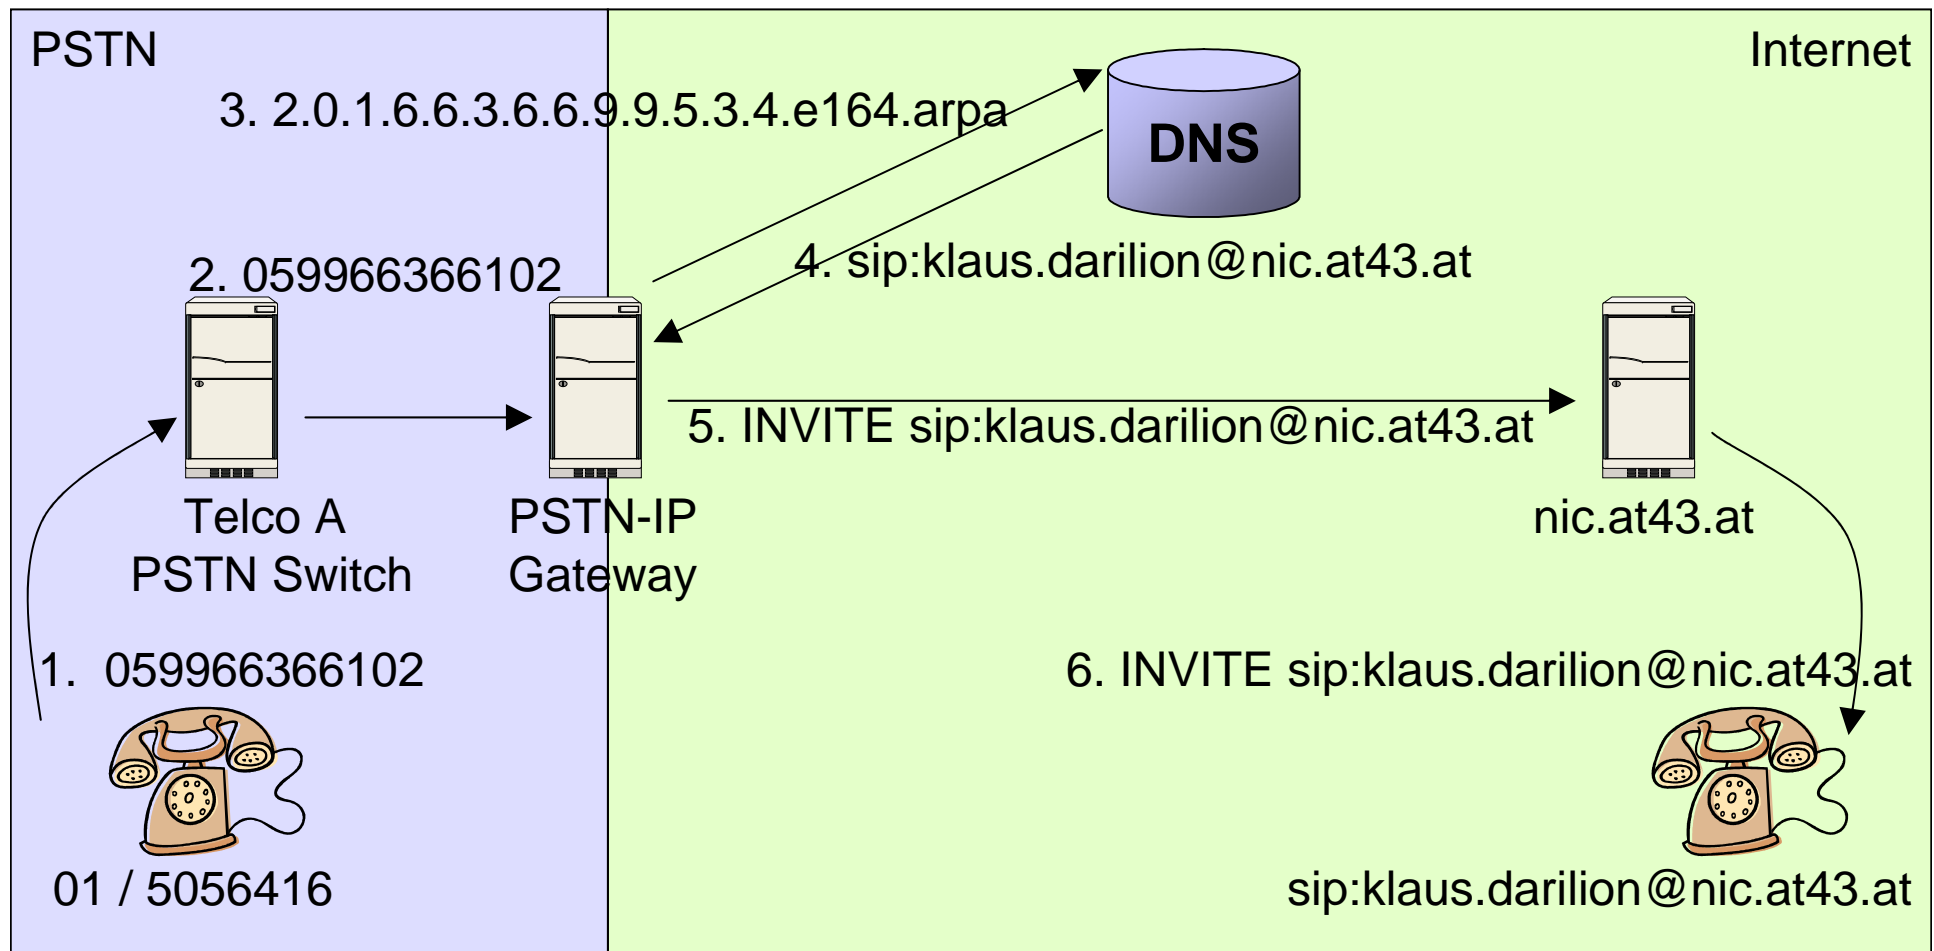 PSTN
Internet
3. 2.0.1.6.6.3.6.6.9.9.5.3.4.e164.arpa
DNS
2. 059966366102
4. sip:klaus.darilion@nic.at43.at
5. INVITE sip:klaus.darilion@nic.at43.at
Telco A
PSTN Switch
PSTN-IP
Gateway
nic.at43.at
1. 059966366102
6. INVITE sip:klaus.darilion@nic.at43.at
01 / 5056416
sip:klaus.darilion@nic.at43.at